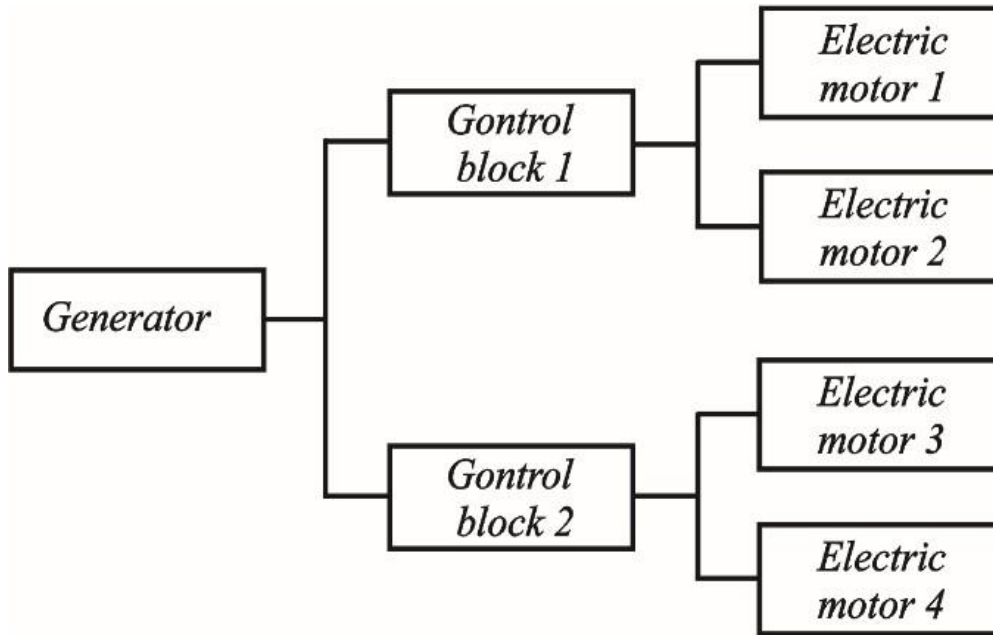 Generator
Gontrol
block 1
Gontrol
block 2
Electric
motor 1
Electric
motor 2
Electric
motor 3
Electric
motor 4